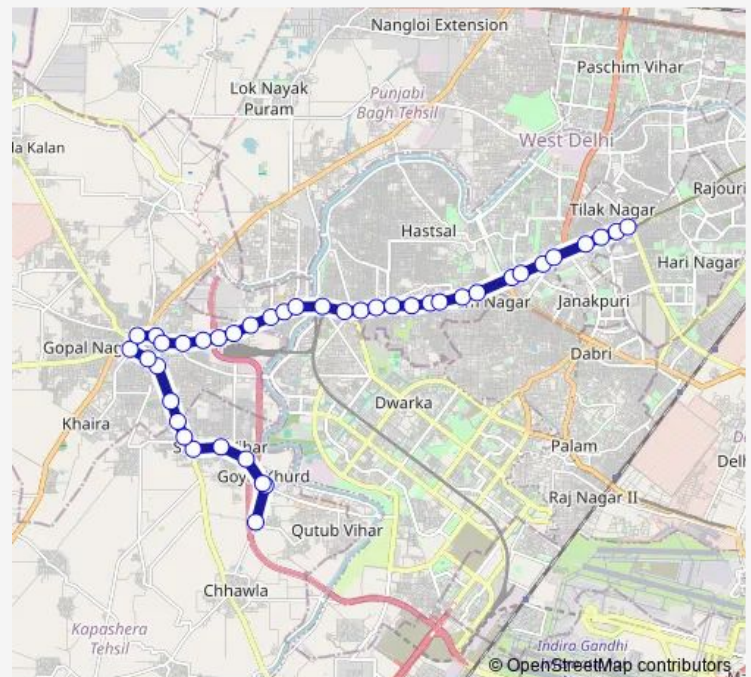 Nangloi Extension
Paschim Vihar
Lok Nayak
Puram
Punjabi
Bagh Tehsil
la Kalan
West Delhi
Rajouri
Tilak Nagar
Hastsal
Hari Nagar
Nagar
Janakpuri
Gopal Nag
Dabri
Dwarka
Khaira
Palam
Goy
Khurd
Raj Nagar II
Qutub Vihar
Chhawla
Kapashera
Tehsil
Indira Gandhi
© OpenStreetMap contributors